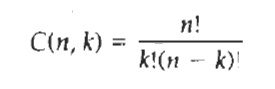 C(n, k) = n! / k!(n − k)!